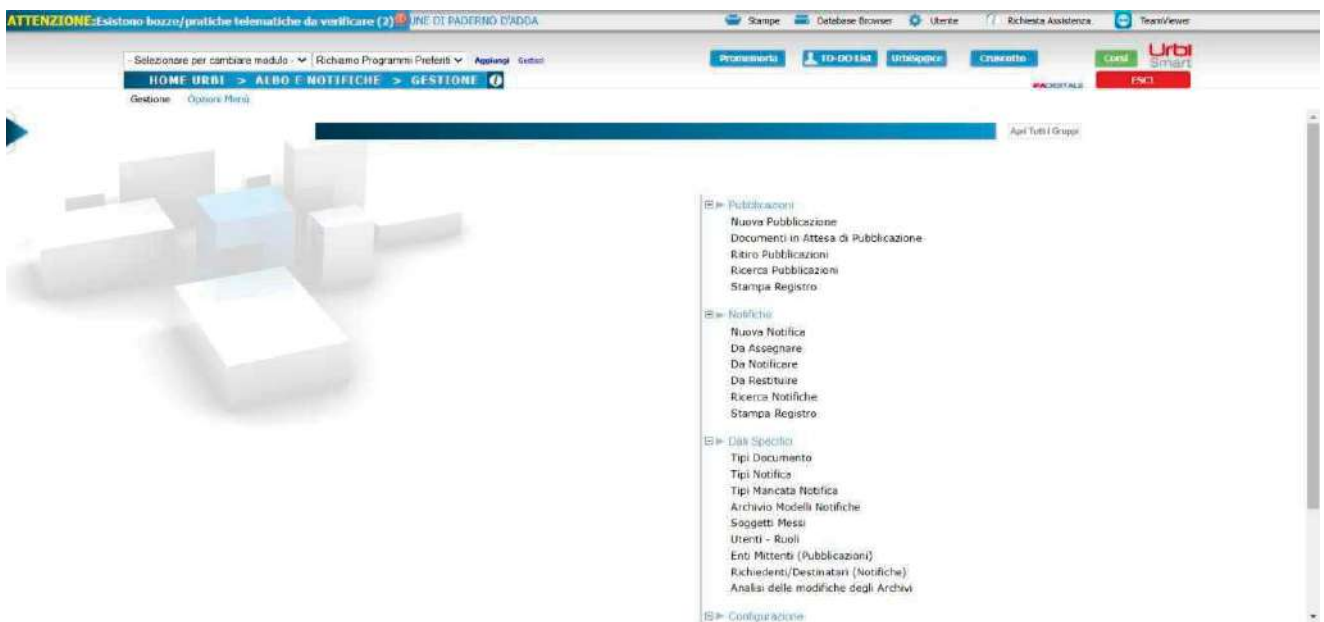 ATTENZIONE:Esistono bozze/pratiche telematiche da verificare (2)
UNE DI PADERNO D'ADDA
Stampe
Database Browser
Utente
Richiesta Assistenza
TeamViewer
- Selezionare per cambiare modulo -
Richiamo Programmi Preferiti
Aggiungi
Gestisci
Promemoria
TO-DO List
UrbiSpace
Cruscotto
Corsi
Urbi
Smart
HOME URBI > ALBO E NOTIFICHE > GESTIONE
PADIGITALE
ESCI
Gestione
Opzioni Menù
Apri Tutti i Gruppi
Pubblicazioni
Nuova Pubblicazione
Documenti in Attesa di Pubblicazione
Ritiro Pubblicazioni
Ricerca Pubblicazioni
Stampa Registro
Notifiche
Nuova Notifica
Da Assegnare
Da Notificare
Da Restituire
Ricerca Notifiche
Stampa Registro
Dati Specifici
Tipi Documento
Tipi Notifica
Tipi Mancata Notifica
Archivio Modelli Notifiche
Soggetti Messi
Utenti - Ruoli
Enti Mittenti (Pubblicazioni)
Richiedenti/Destinatari (Notifiche)
Analisi delle modifiche degli Archivi
Configurazione